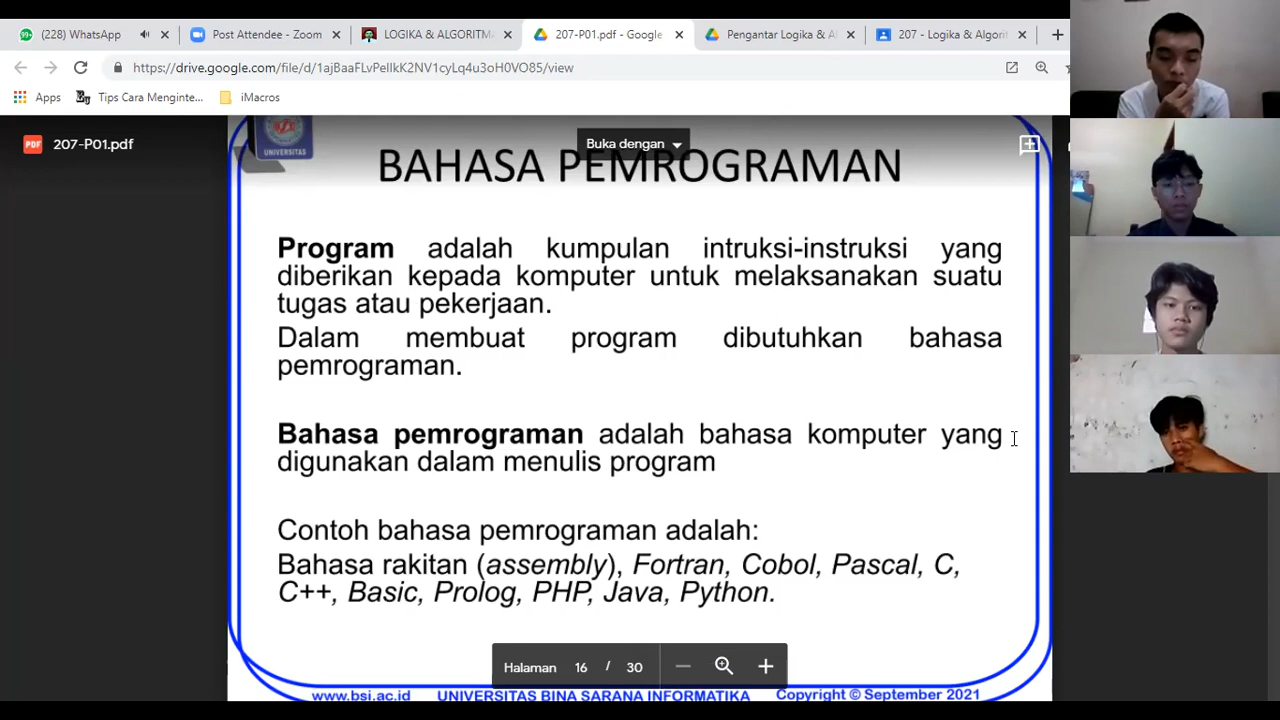 (228) WhatsApp
Post Attendee - Zoom
LOGIKA & ALGORITM
207-P01.pdf - Google
Pengantar Logika & Al
207 - Logika & Algorit
https://drive.google.com/file/d/1ajBaaFLvPellkK2NV1cyLq4u3oH0VO85/view
Apps
Tips Cara Menginte...
iMacros
PDF
207-P01.pdf
UNIVERSITAS
Buka dengan
BAHASA PEMROGRAMAN
Program adalah kumpulan intruksi-instruksi yang
diberikan kepada komputer untuk melaksanakan suatu
tugas atau pekerjaan.
Dalam membuat program dibutuhkan bahasa
pemrograman.
Bahasa pemrograman adalah bahasa komputer yang
digunakan dalam menulis program
Contoh bahasa pemrograman adalah:
Bahasa rakitan (assembly), Fortran, Cobol, Pascal, C,
C++, Basic, Prolog, PHP, Java, Python.
Halaman 16 / 30
www.bsi.ac.id UNIVERSITAS BINA SARANA INFORMATIKA Copyright © September 2021